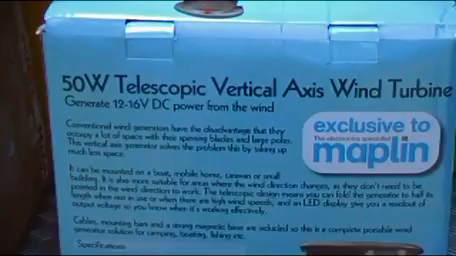 50W Telescopic Vertical Axis Wind Turbine
Generate 12-16V DC power from the wind
Conventional wind generators have the disadvantage that they
occupy a lot of space with their spinning blades and large poles.
This vertical axis generator solves the problem this by taking up
much less space.
exclusive to
The electronics specialist
maplin
It can be mounted on a boat, mobile home, caravan or small
building. It is also more suitable for areas where the wind direction changes, as they don't need to be
pointed in the wind direction to work. The telescopic design means you can fold the generator to half its
length when not in use or when there are high wind speeds, and an LED display give you a readout of
output voltage so you know when it's working effectively.
Cables, mounting bars and a strong magnetic base are included so this is a complete portable wind
generator solution for camping, boating, fishing etc.
Specifications